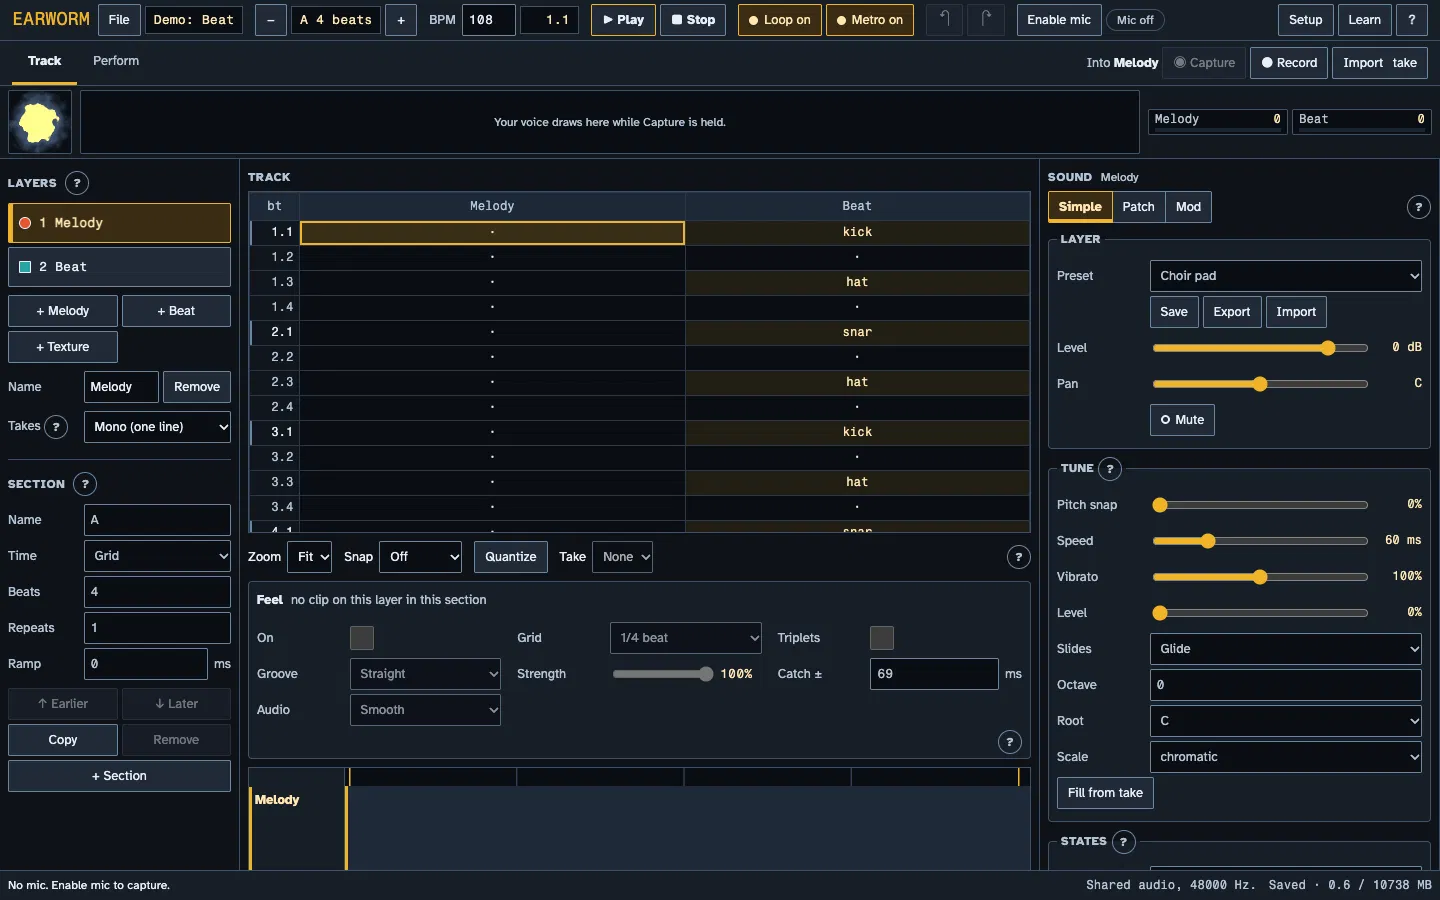 EARWORM File Demo: Beat − A 4 beats + BPM 108 1.1 Play Stop Loop on Metro on Enable mic Mic off Setup Learn ?
Track Perform Into Melody Capture Record Import take
Your voice draws here while Capture is held.
Melody 0 Beat 0
LAYERS ?
1 Melody
2 Beat
+ Melody + Beat
+ Texture
Name Melody Remove
Takes ? Mono (one line)
SECTION ?
Name A
Time Grid
Beats 4
Repeats 1
Ramp 0 ms
↑ Earlier ↓ Later
Copy Remove
+ Section
TRACK
bt Melody Beat
1.1 · kick
1.2 · ·
1.3 · hat
1.4 · ·
2.1 · snar
2.2 · ·
2.3 · hat
2.4 · ·
3.1 · kick
3.2 · ·
3.3 · hat
3.4 · ·
4.1 · snar
Zoom Fit Snap Off Quantize Take None ?
Feel no clip on this layer in this section
On Grid 1/4 beat Triplets
Groove Straight Strength 100% Catch ± 69 ms
Audio Smooth
?
Melody
SOUND Melody
Simple Patch Mod ?
LAYER
Preset Choir pad
Save Export Import
Level 0 dB
Pan C
Mute
TUNE ?
Pitch snap 0%
Speed 60 ms
Vibrato 100%
Level 0%
Slides Glide
Octave 0
Root C
Scale chromatic
Fill from take
STATES ?
No mic. Enable mic to capture.
Shared audio, 48000 Hz. Saved · 0.6 / 10738 MB